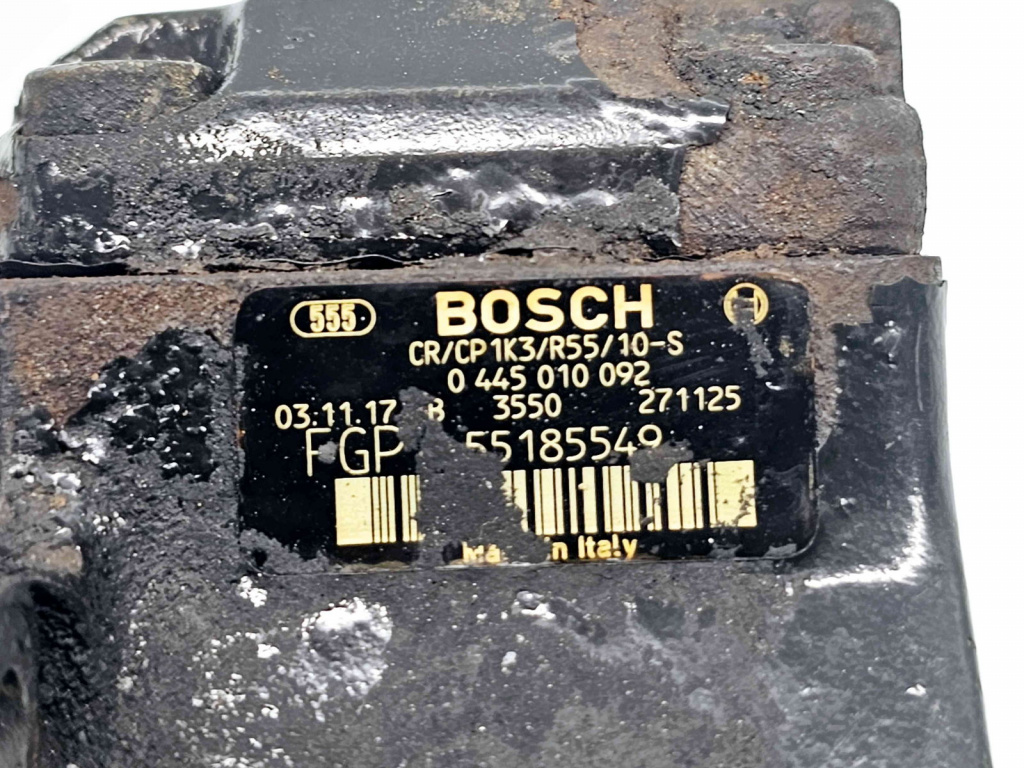 555 BOSCH
CR/CP1K3/R55/10-S
0 445 010 092
03.11.17 3550 271125
FGP 55185549
in Italy